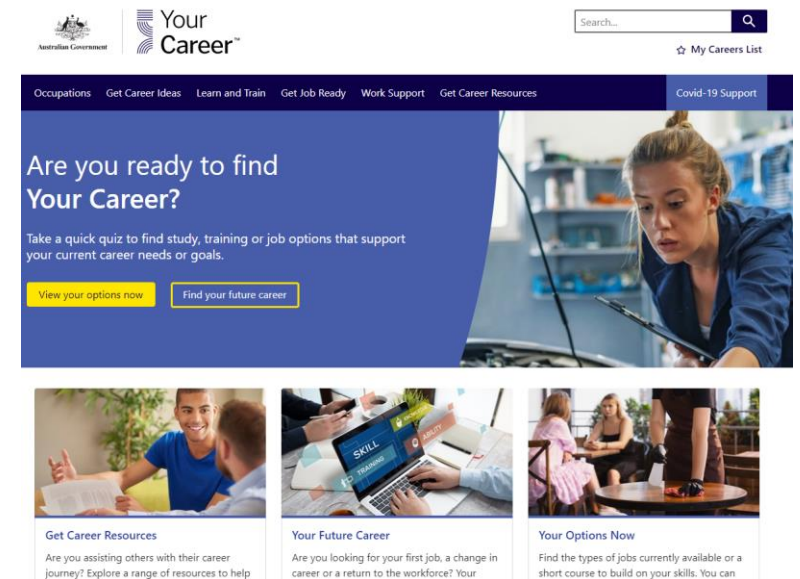 Australian Government
Your
Career™
Search...
☆ My Careers List
Occupations Get Career Ideas Learn and Train Get Job Ready Work Support Get Career Resources Covid-19 Support
Are you ready to find
Your Career?
Take a quick quiz to find study, training or job options that support
your current career needs or goals.
View your options now Find your future career
KNOWLEDGE
SKILL
ABILITY
TRAINING
Get Career Resources
Are you assisting others with their career
journey? Explore a range of resources to help
Your Future Career
Are you looking for your first job, a change in
career or a return to the workforce? Your
Your Options Now
Find the types of jobs currently available or a
short course to build on your skills. You can